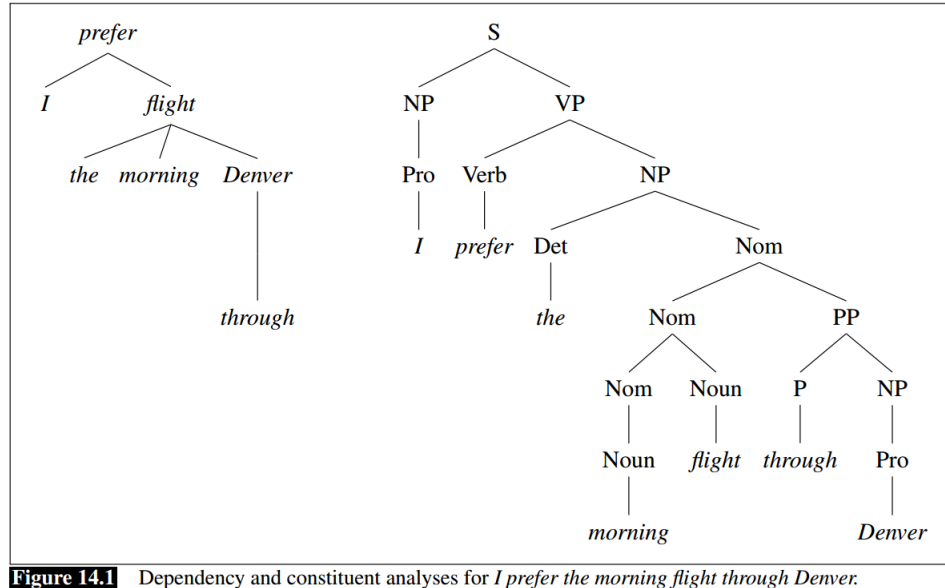 prefer S
I flight NP VP
the morning Denver Pro Verb NP
I prefer Det Nom
through the Nom PP
Nom Noun P NP
Noun flight through Pro
morning Denver
Figure 14.1 Dependency and constituent analyses for I prefer the morning flight through Denver.